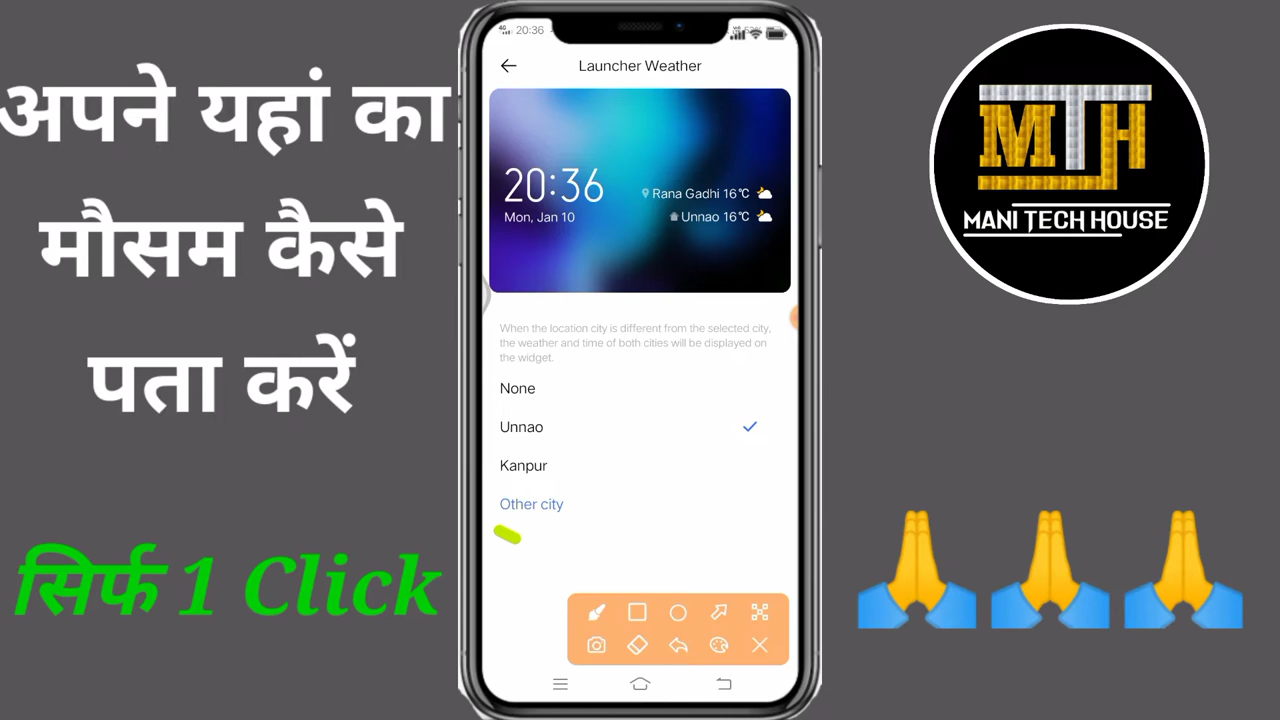 अपने यहां का
मौसम कैसे
पता करें
सिर्फ 1 Click
4G
20:36
Launcher Weather
20:36
Mon, Jan 10
Rana Gadhi 16℃
Unnao 16℃
When the location city is different from the selected city,
the weather and time of both cities will be displayed on
the widget.
None
Unnao
Kanpur
Other city
MTH
MANI TECH HOUSE